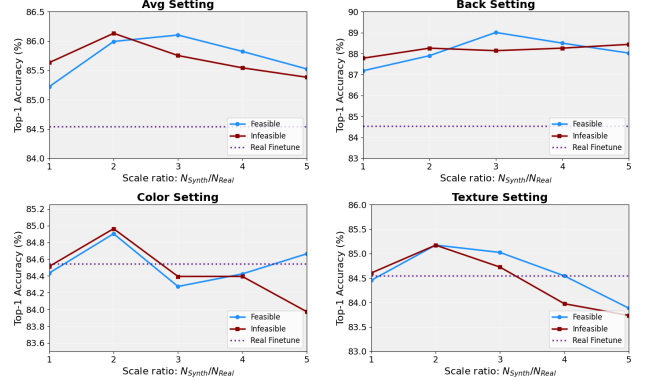 Avg Setting
Top-1 Accuracy (%)
86.5
86.0
85.5
85.0
84.5
84.0
Feasible
Infeasible
Real Finetune
1 2 3 4 5
Scale ratio: N_Synth/N_Real
Back Setting
Top-1 Accuracy (%)
90
89
88
87
86
85
84
83
Feasible
Infeasible
Real Finetune
1 2 3 4 5
Scale ratio: N_Synth/N_Real
Color Setting
Top-1 Accuracy (%)
85.2
85.0
84.8
84.6
84.4
84.2
84.0
83.8
83.6
Feasible
Infeasible
Real Finetune
1 2 3 4 5
Scale ratio: N_Synth/N_Real
Texture Setting
Top-1 Accuracy (%)
86.0
85.5
85.0
84.5
84.0
83.5
83.0
Feasible
Infeasible
Real Finetune
1 2 3 4 5
Scale ratio: N_Synth/N_Real